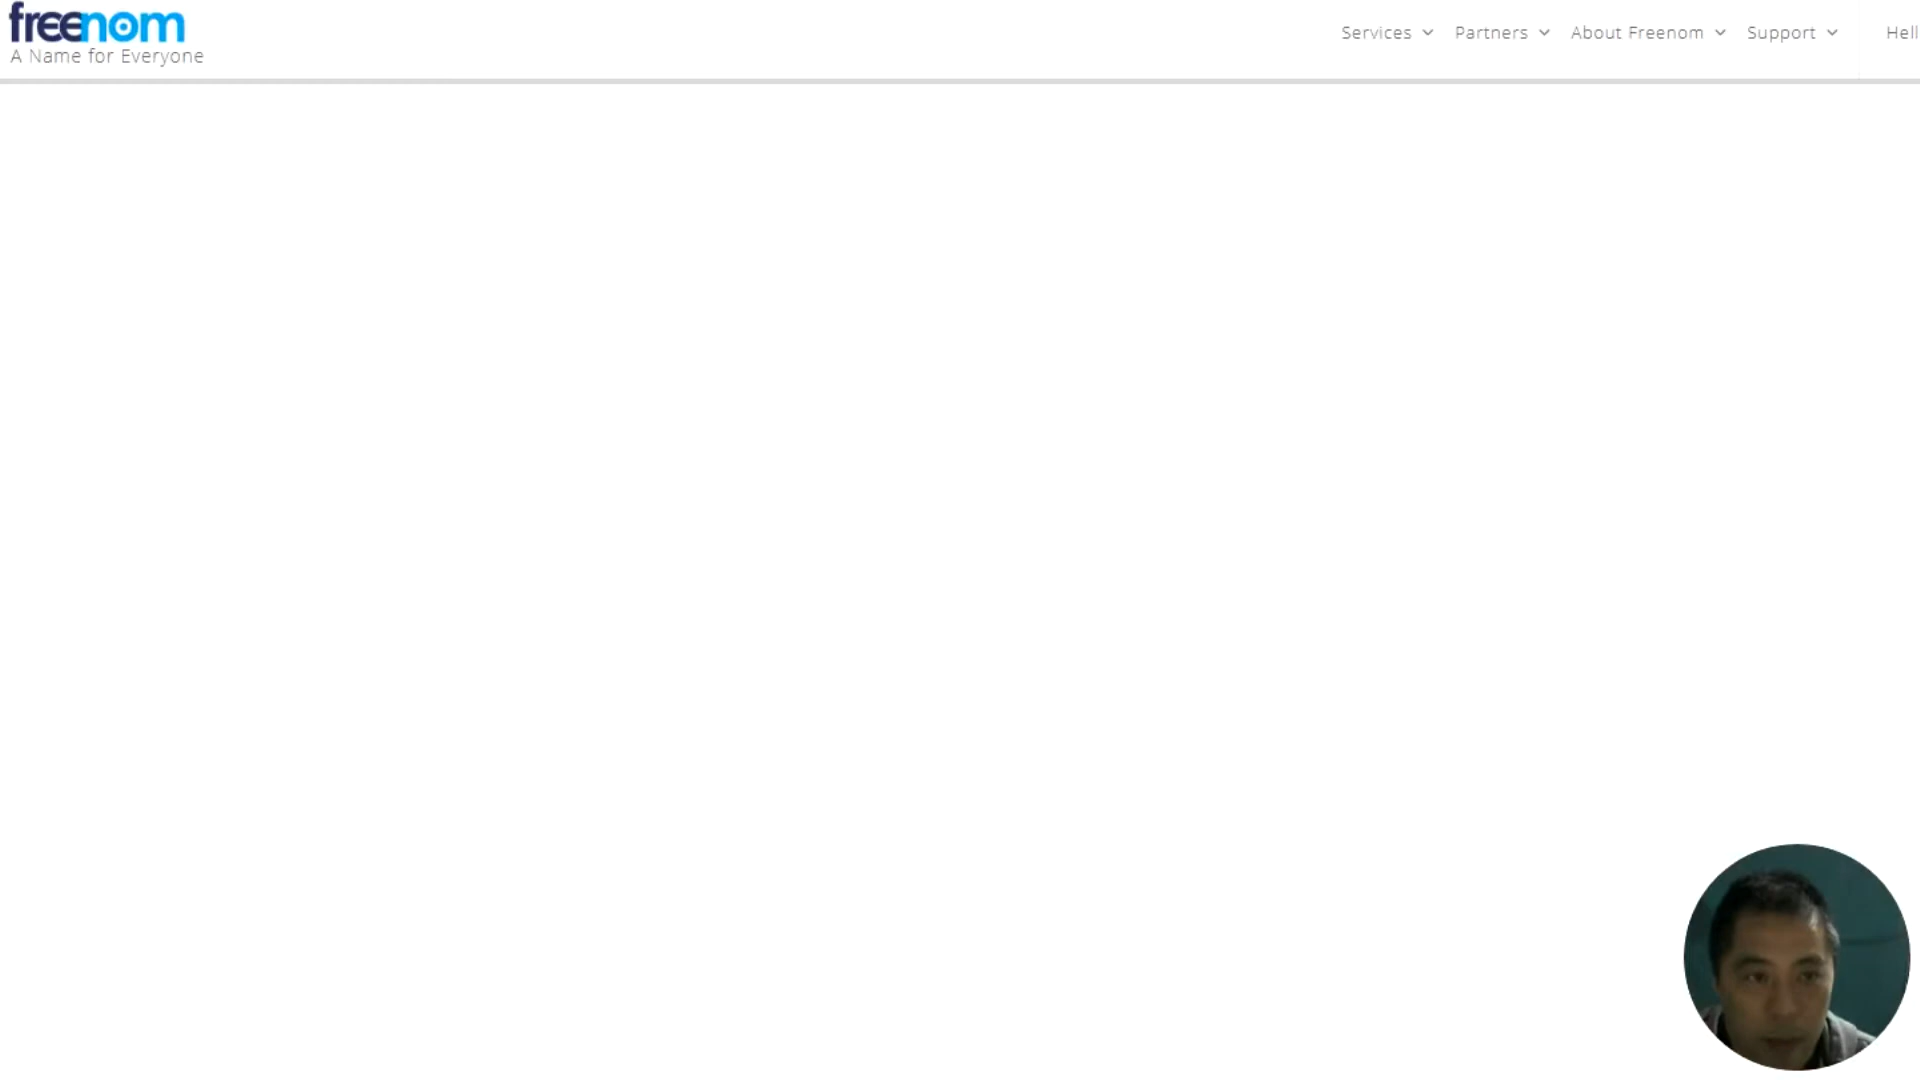 freenom
A Name for Everyone
Services
Partners
About Freenom
Support
Hell